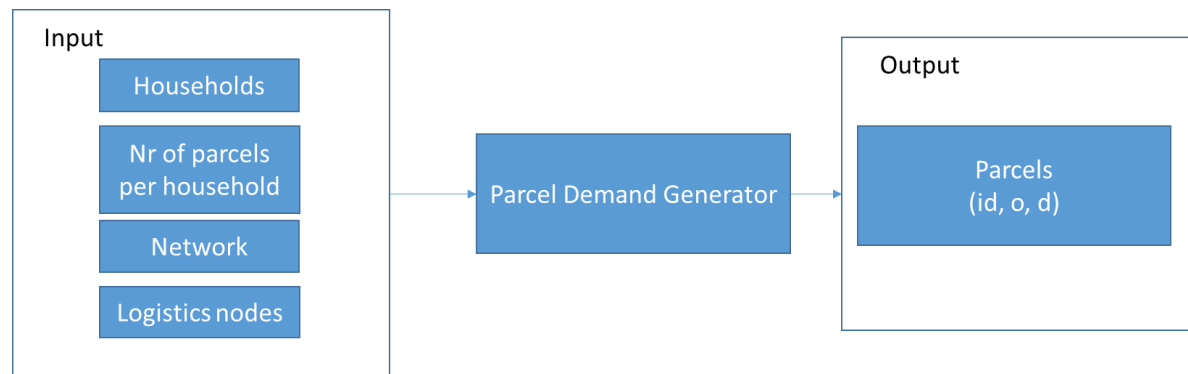 Input
Households
Nr of parcels
per household
Network
Logistics nodes
Parcel Demand Generator
Output
Parcels
(id, o, d)